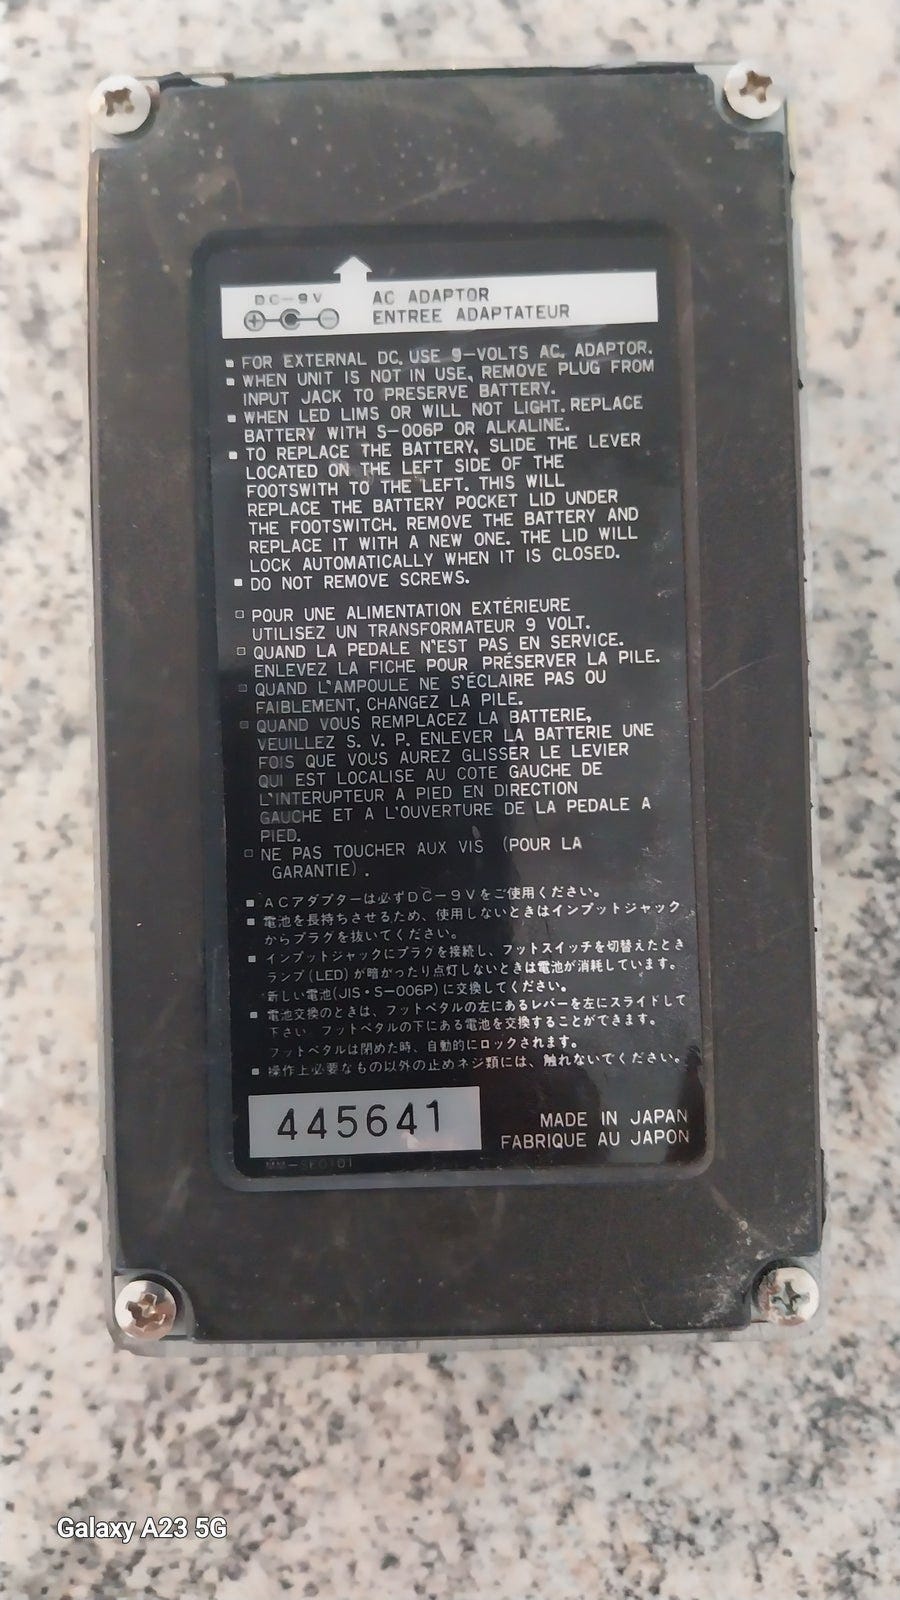 DC-9V
AC ADAPTOR
ENTREE ADAPTATEUR
FOR EXTERNAL DC, USE 9-VOLTS AC, ADAPTOR.
WHEN UNIT IS NOT IN USE, REMOVE PLUG FROM
INPUT JACK TO PRESERVE BATTERY.
WHEN LED LIMS OR WILL NOT LIGHT. REPLACE
BATTERY WITH S-006P OR ALKALINE.
TO REPLACE THE BATTERY, SLIDE THE LEVER
LOCATED ON THE LEFT SIDE OF THE
FOOTSWITH TO THE LEFT. THIS WILL
REPLACE THE BATTERY POCKET LID UNDER
THE FOOTSWITCH. REMOVE THE BATTERY AND
REPLACE IT WITH A NEW ONE. THE LID WILL
LOCK AUTOMATICALLY WHEN IT IS CLOSED.
DO NOT REMOVE SCREWS.
POUR UNE ALIMENTATION EXTÉRIEURE
UTILISEZ UN TRANSFORMATEUR 9 VOLT.
QUAND LA PEDALE N'EST PAS EN SERVICE.
ENLEVEZ LA FICHE POUR PRÉSERVER LA PILE.
QUAND L'AMPOULE NE S'ÉCLAIRE PAS OU
FAIBLEMENT, CHANGEZ LA PILE.
QUAND VOUS REMPLACEZ LA BATTERIE,
VEUILLEZ S. V. P. ENLEVER LA BATTERIE UNE
FOIS QUE VOUS AUREZ GLISSER LE LEVIER
QUI EST LOCALISE AU COTE GAUCHE DE
L'INTERUPTEUR A PIED EN DIRECTION
GAUCHE ET A L'OUVERTURE DE LA PEDALE A
PIED.
NE PAS TOUCHER AUX VIS (POUR LA
GARANTIE).
ACアダプターは必ずDC-9Vをご使用ください。
電池を長持ちさせるため、使用しないときはインプットジャック
からプラグを抜いてください。
インプットジャックにプラグを接続し、フットスイッチを切替えたとき
ランプ(LED)が暗かったり点灯しないときは電池が消耗しています。
新しい電池(JIS・S-006P)に交換してください。
電池交換のときは、フットペタルの左にあるレバーを左にスライドして
下さい。フットペタルの下にある電池を交換することができます。
フットペタルは閉めた時、自動的にロックされます。
操作上必要なもの以外の止めネジ類には、触れないでください。
445641
MADE IN JAPAN
FABRIQUE AU JAPON
Galaxy A23 5G